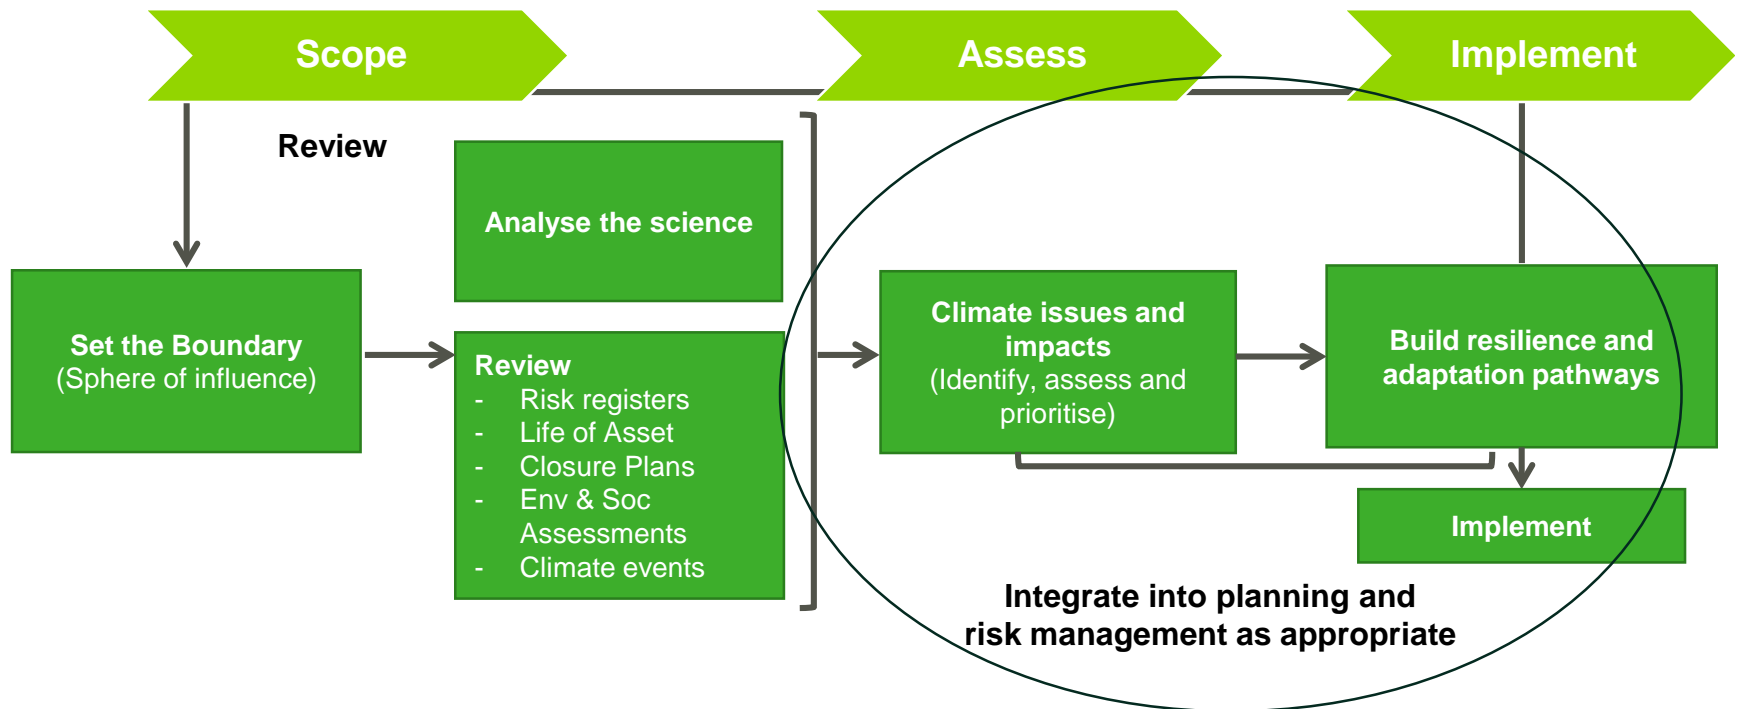 Scope
Assess
Implement
Review
Analyse the science
Set the Boundary
(Sphere of influence)
Review
- Risk registers
- Life of Asset
- Closure Plans
- Env & Soc
Assessments
- Climate events
Climate issues and
impacts
(Identify, assess and
prioritise)
Build resilience and
adaptation pathways
Implement
Integrate into planning and
risk management as appropriate